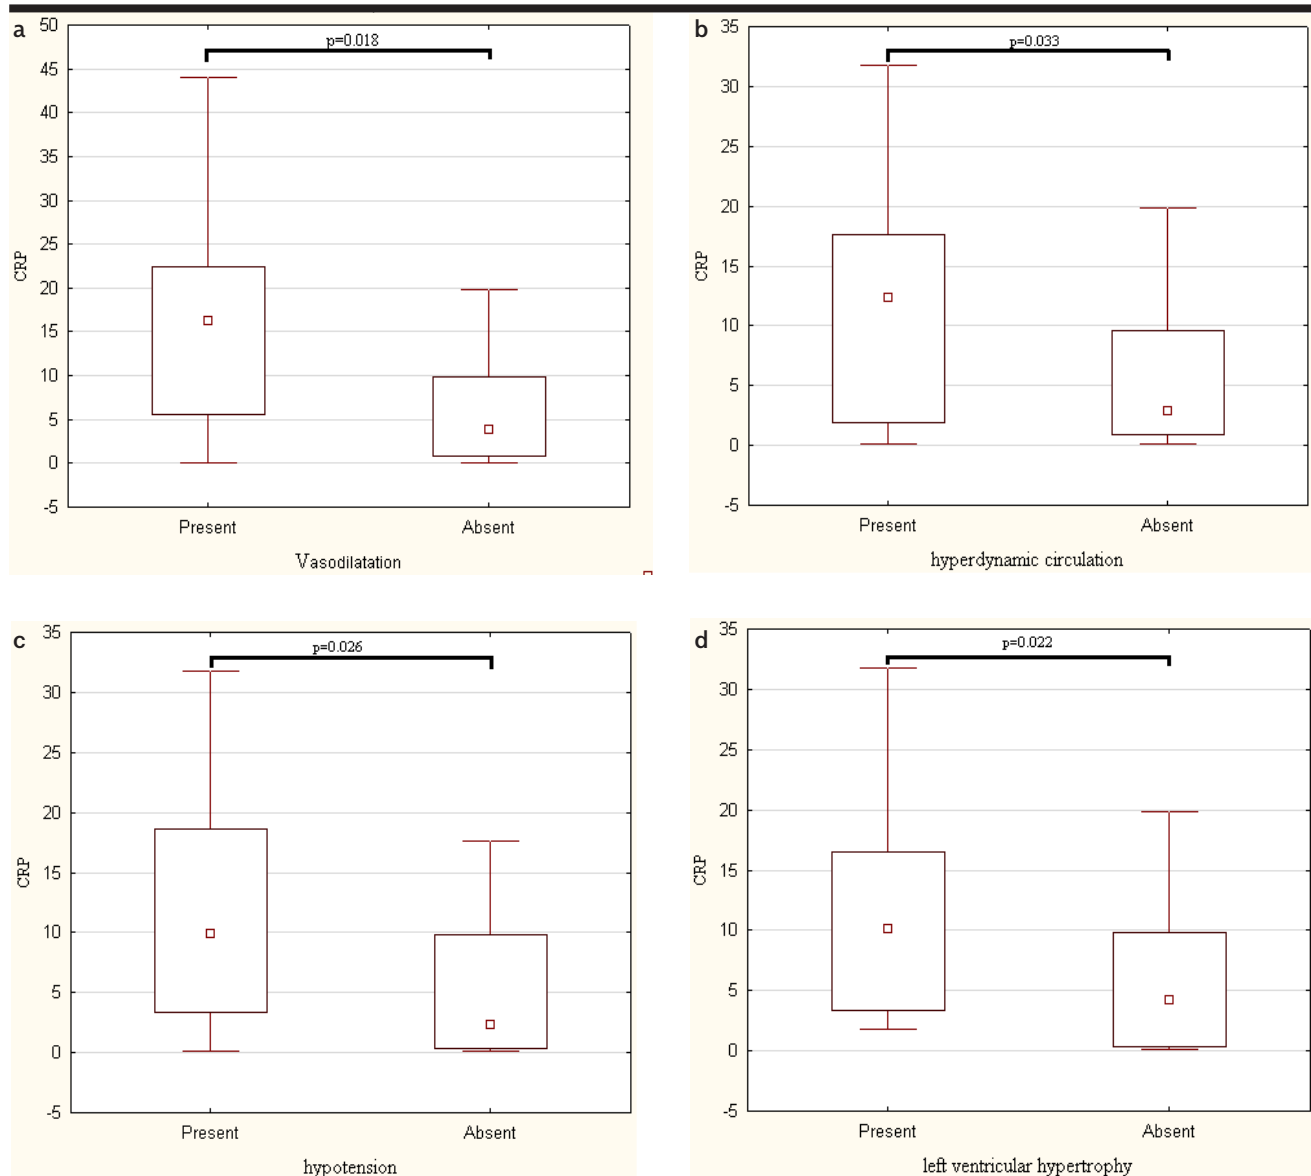 a
p=0.018
50
45
40
35
30
25
20
15
10
5
0
-5
CRP
Present Absent
Vasodilatation
b
p=0.033
35
30
25
20
15
10
5
0
-5
CRP
Present Absent
hyperdynamic circulation
c
p=0.026
35
30
25
20
15
10
5
0
-5
CRP
Present Absent
hypotension
d
p=0.022
35
30
25
20
15
10
5
0
-5
CRP
Present Absent
left ventricular hypertrophy